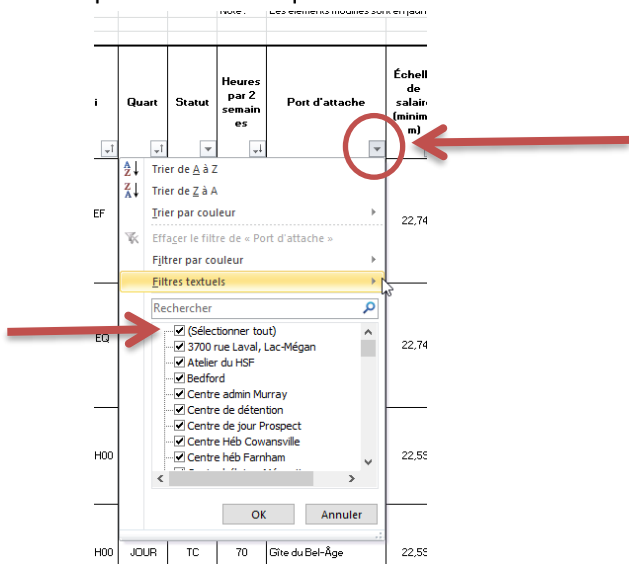 Note : Les éléments modifiés sont en jaun
i Quart Statut Heures par 2 semain es Port d'attache Échell de salair (minim m)
Trier de A à Z
Trier de Z à A
EF
Trier par couleur
22,74
Effacer le filtre de « Port d'attache »
Filtrer par couleur
Filtres textuels
Rechercher
EQ
(Sélectionner tout)
3700 rue Laval, Lac-Mégan
22,74
Atelier du HSF
Bedford
Centre admin Murray
Centre de détention
Centre de jour Prospect
Centre Héb Cowansville
H00
Centre héb Farnham
22,59
OK Annuler
H00 JOUR TC 70 Gîte du Bel-Âge 22,59